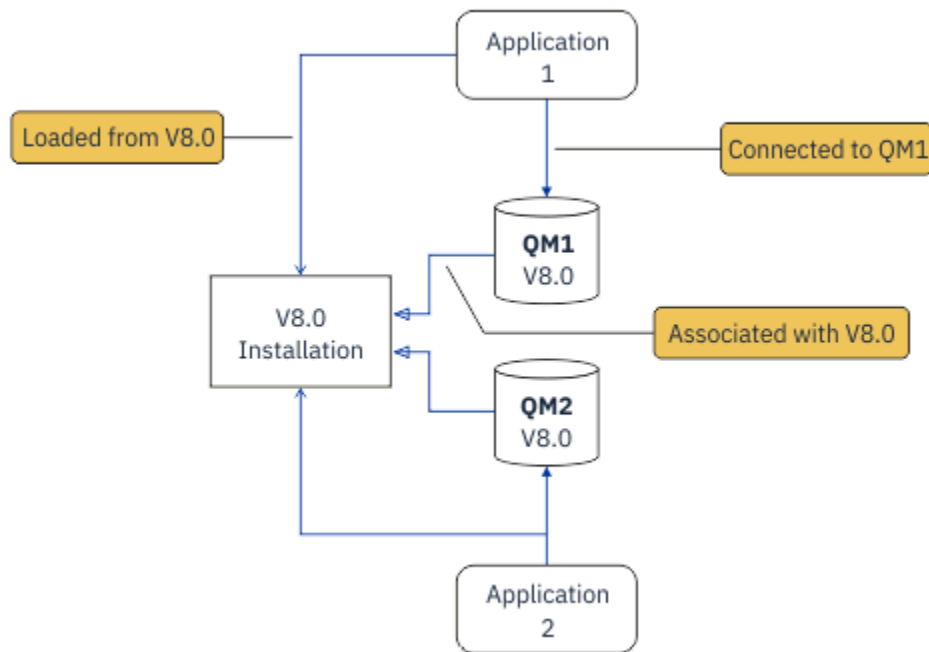 Application
1
Loaded from V8.0
Connected to QM1
QM1
V8.0
V8.0
Installation
Associated with V8.0
QM2
V8.0
Application
2